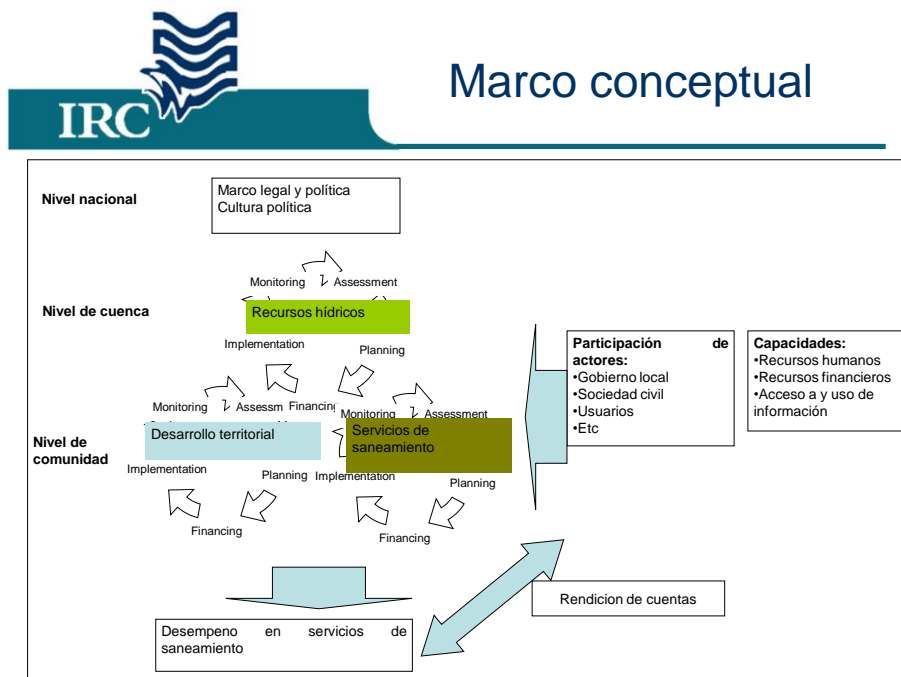 IRC
Marco conceptual
Nivel nacional
Marco legal y política
Cultura política
Monitoring
Assessment
Nivel de cuenca
Recursos hídricos
Implementation
Planning
Participación de
actores:
•Gobierno local
•Sociedad civil
•Usuarios
•Etc
Capacidades:
•Recursos humanos
•Recursos financieros
•Acceso a y uso de
información
Monitoring
Assessm
Financing
Monitoring
Assessment
Nivel de
comunidad
Desarrollo territorial
Servicios de
saneamiento
Implementation
Planning
Implementation
Planning
Financing
Financing
Rendicion de cuentas
Desempeno en servicios de
saneamiento